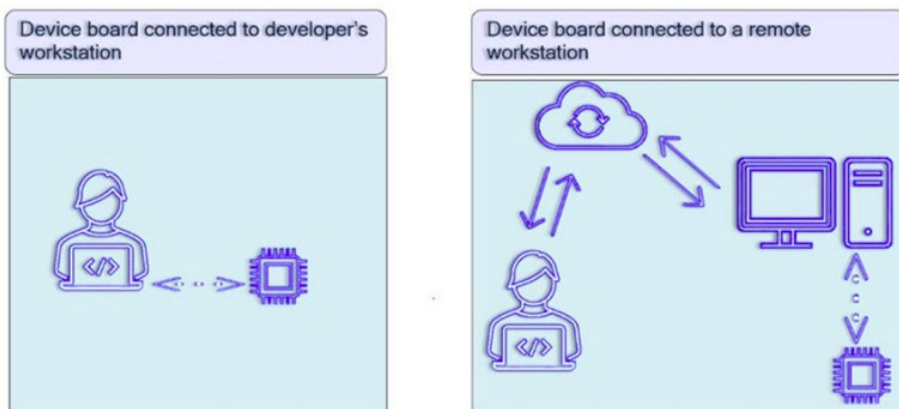 Device board connected to developer's
workstation
Device board connected to a remote
workstation
</>
</>
c
c
c